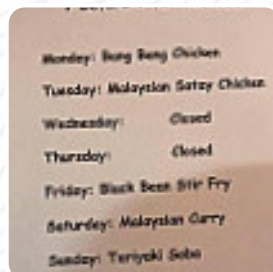 Monday: Bang Bang Chicken
Tuesday: Malaysian Satay Chicken
Wednesday: Closed
Thursday: Closed
Friday: Black Bean Stir Fry
Saturday: Malaysian Curry
Sunday: Teriyaki Soba